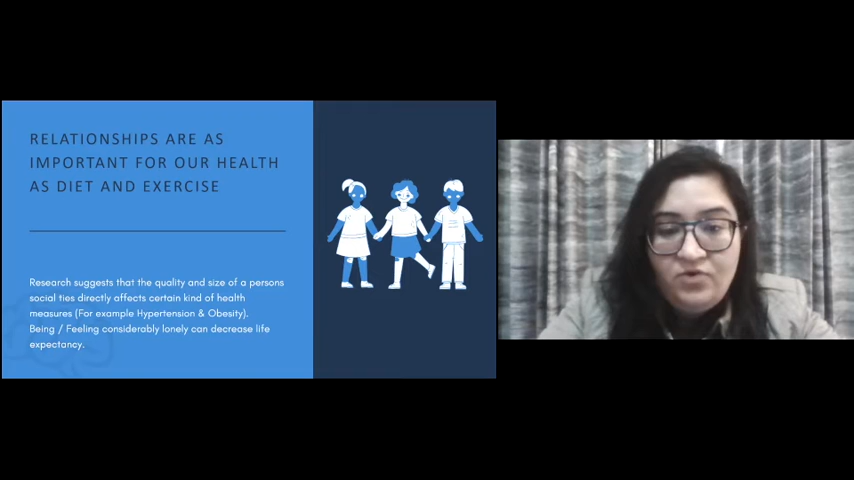 RELATIONSHIPS ARE AS
IMPORTANT FOR OUR HEALTH
AS DIET AND EXERCISE
Research suggests that the quality and size of a persons
social ties directly affects certain kind of health
measures (For example Hypertension & Obesity).
Being / Feeling considerably lonely can decrease life
expectancy.